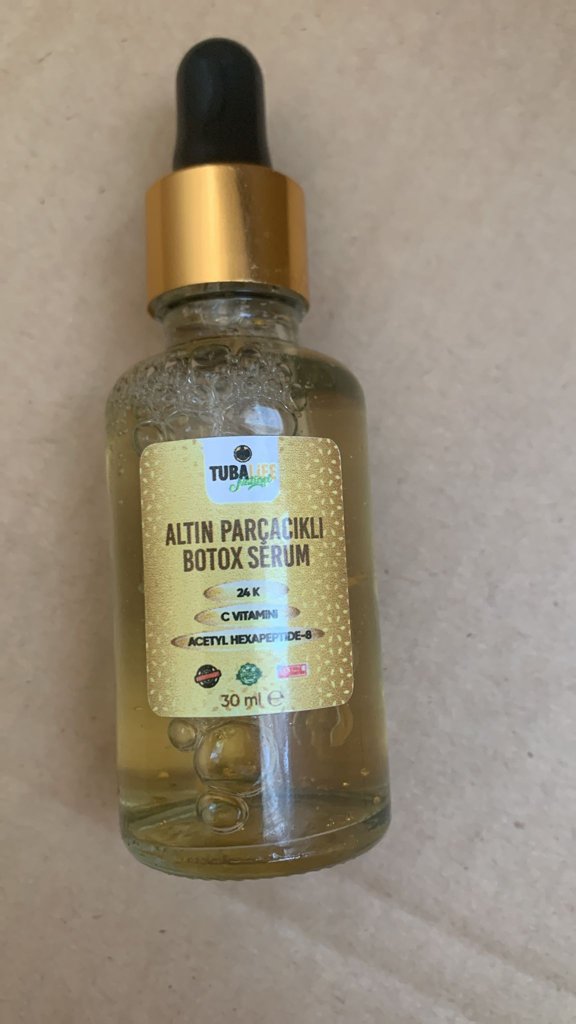 TUBALIFE
ALTIN PARÇACIKLI
BOTOX SERUM
24 K
C VITAMINI
ACETYL HEXAPEPTIDE-8
30 ml ℮